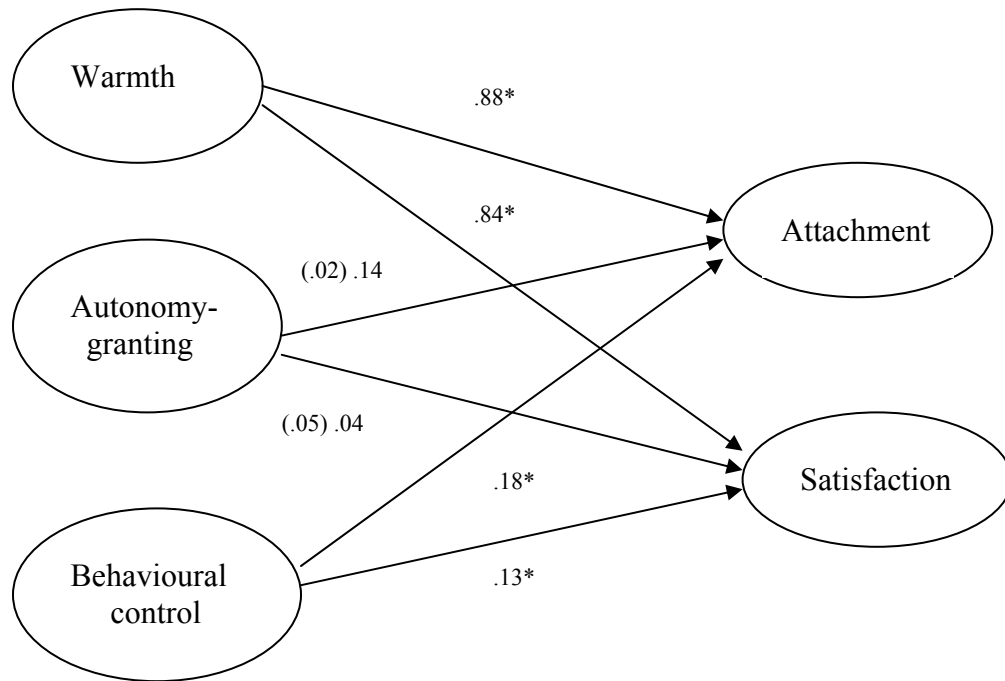 Warmth
.88*
.84*
Attachment
(.02) .14
Autonomy-
granting
(.05) .04
.18*
Satisfaction
Behavioural
control
.13*